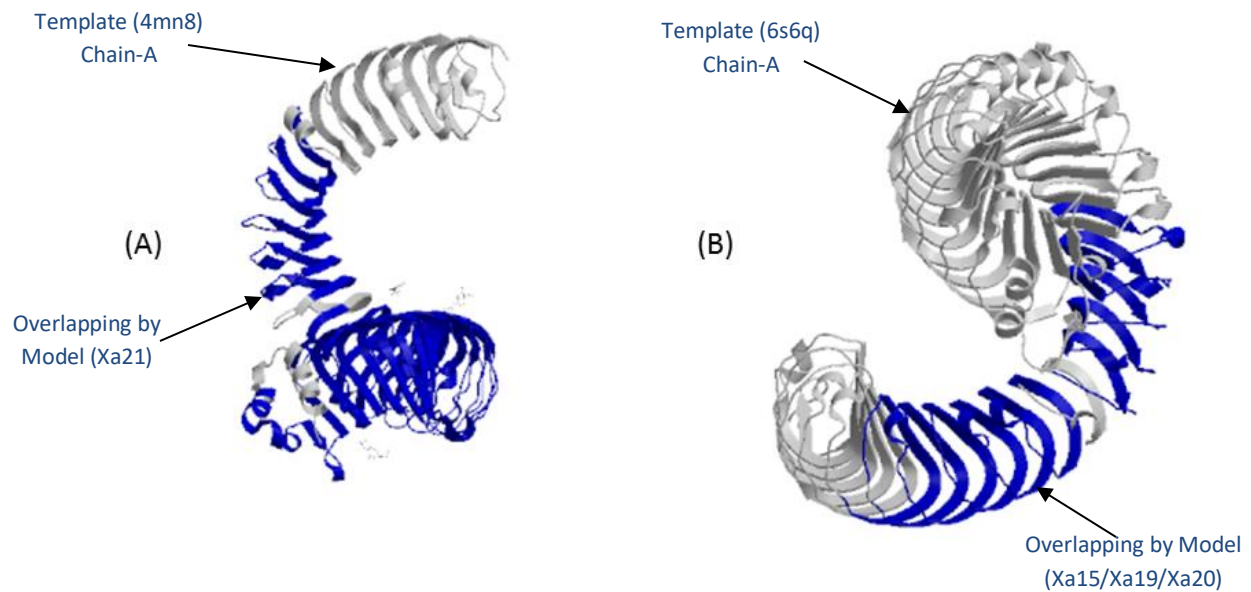 Template (4mn8)
Chain-A
(A)
Overlapping by
Model (Xa21)
Template (6s6q)
Chain-A
(B)
Overlapping by Model
(Xa15/Xa19/Xa20)